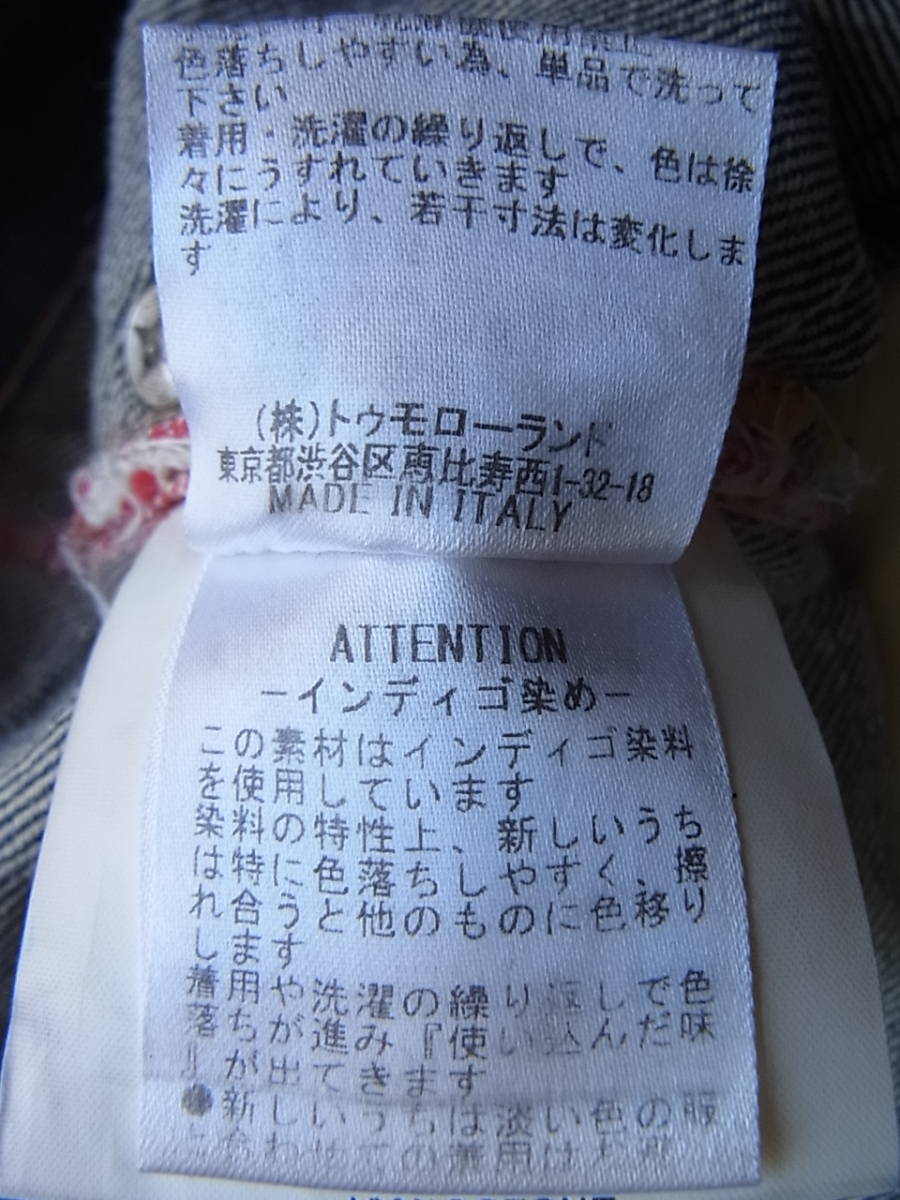 色落ちしやすい為、単品で洗って
下さい
着用・洗濯の繰り返しで、色は徐
々にうすれていきます
洗濯により、若干寸法は変化しま
す
(株)トゥモローランド
東京都渋谷区恵比寿西1-32-18
MADE IN ITALY
ATTENTION
-インディゴ染め-
この素材はインディゴ染料
を使用しています
染料の特性上、新しいうち
は特に色落ちしやすく、擦
れ合うと他のものに色移り
します
着用や洗濯の繰り返しで色
落ちが進み『使い込んだ味
』が出てきます
●新しいうちは淡い色の服